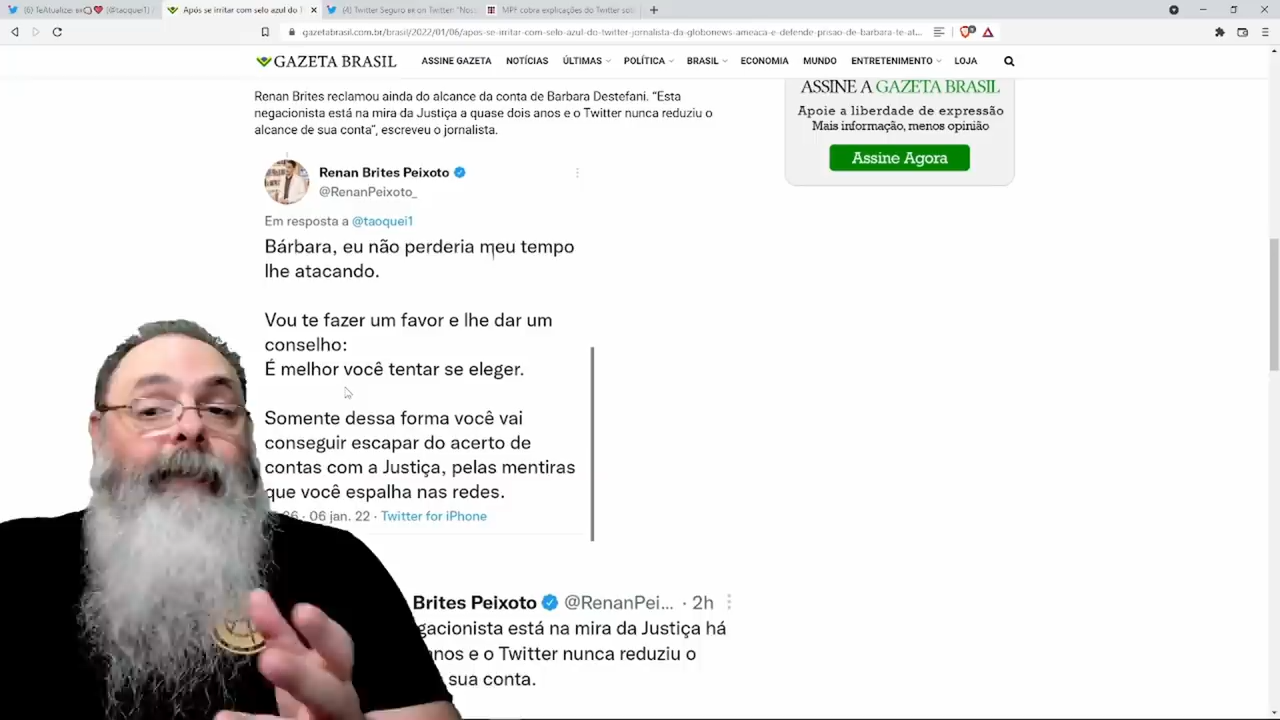 (6) TeAtualizei (@taoquei1)
Após se irritar com selo azul do T
(4) Twitter Seguro on Twitter: "Nost
MPF cobra explicações do Twitter sob
gazetabrasil.com.br/brasil/2022/01/06/apos-se-irritar-com-selo-azul-do-twitter-jornalista-da-globonews-ameaca-e-defende-prisao-de-barbara-te-at...
GAZETA BRASIL
ASSINE GAZETA NOTÍCIAS ÚLTIMAS POLÍTICA BRASIL ECONOMIA MUNDO ENTRETENIMENTO LOJA
Renan Brites reclamou ainda do alcance da conta de Barbara Destefani. “Esta
negacionista está na mira da Justiça a quase dois anos e o Twitter nunca reduziu o
alcance de sua conta”, escreveu o jornalista.
ASSINE A GAZETA BRASIL
Apoie a liberdade de expressão
Mais informação, menos opinião
Assine Agora
Renan Brites Peixoto
@RenanPeixoto_
Em resposta a @taoquei1
Bárbara, eu não perderia meu tempo
lhe atacando.
Vou te fazer um favor e lhe dar um
conselho:
É melhor você tentar se eleger.
Somente dessa forma você vai
conseguir escapar do acerto de
contas com a Justiça, pelas mentiras
que você espalha nas redes.
06 jan. 22 · Twitter for iPhone
Brites Peixoto @RenanPei... · 2h
gacionista está na mira da Justiça há
anos e o Twitter nunca reduziu o
sua conta.